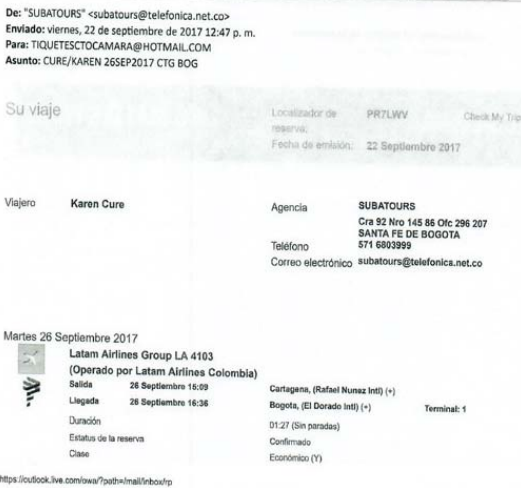 De: "SUBATOURS" <subatours@telefonica.net.co>
Enviado: viernes, 22 de septiembre de 2017 12:47 p. m.
Para: TIQUETESCTOCAMARA@HOTMAIL.COM
Asunto: CURE/KAREN 26SEP2017 CTG BOG
Su viaje
Localizador de reserva: PR7LWV Check My Trip
Fecha de emisión: 22 Septiembre 2017
Viajero Karen Cure
Agencia SUBATOURS
Cra 92 Nro 145 86 Ofc 296 207
SANTA FE DE BOGOTA
Teléfono 571 6803999
Correo electrónico subatours@telefonica.net.co
Martes 26 Septiembre 2017
Latam Airlines Group LA 4103
(Operado por Latam Airlines Colombia)
Salida 26 Septiembre 15:09 Cartagena, (Rafael Nunez Intl) (+)
Llegada 26 Septiembre 16:36 Bogota, (El Dorado Intl) (+) Terminal: 1
Duración 01:27 (Sin paradas)
Estatus de la reserva Confirmado
Clase Económico (Y)
https://outlook.live.com/owa/?path=/mail/inbox/rp